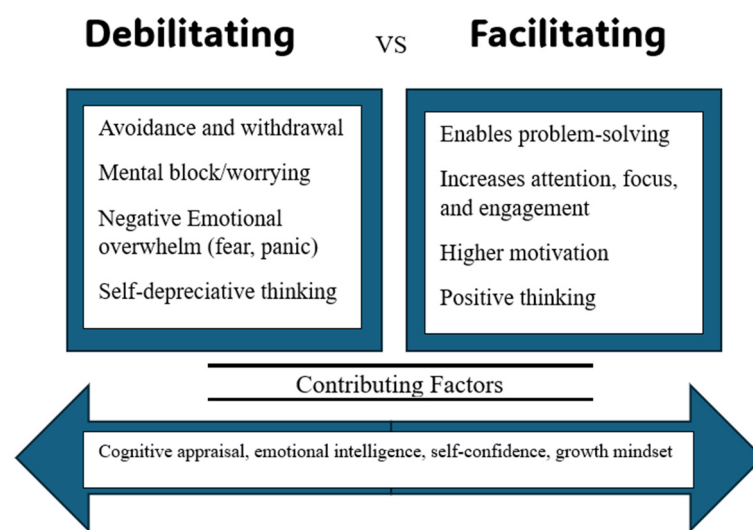 Debilitating VS Facilitating
Avoidance and withdrawal
Mental block/worrying
Negative Emotional
overwhelm (fear, panic)
Self-depreciative thinking
Enables problem-solving
Increases attention, focus,
and engagement
Higher motivation
Positive thinking
Contributing Factors
Cognitive appraisal, emotional intelligence, self-confidence, growth mindset